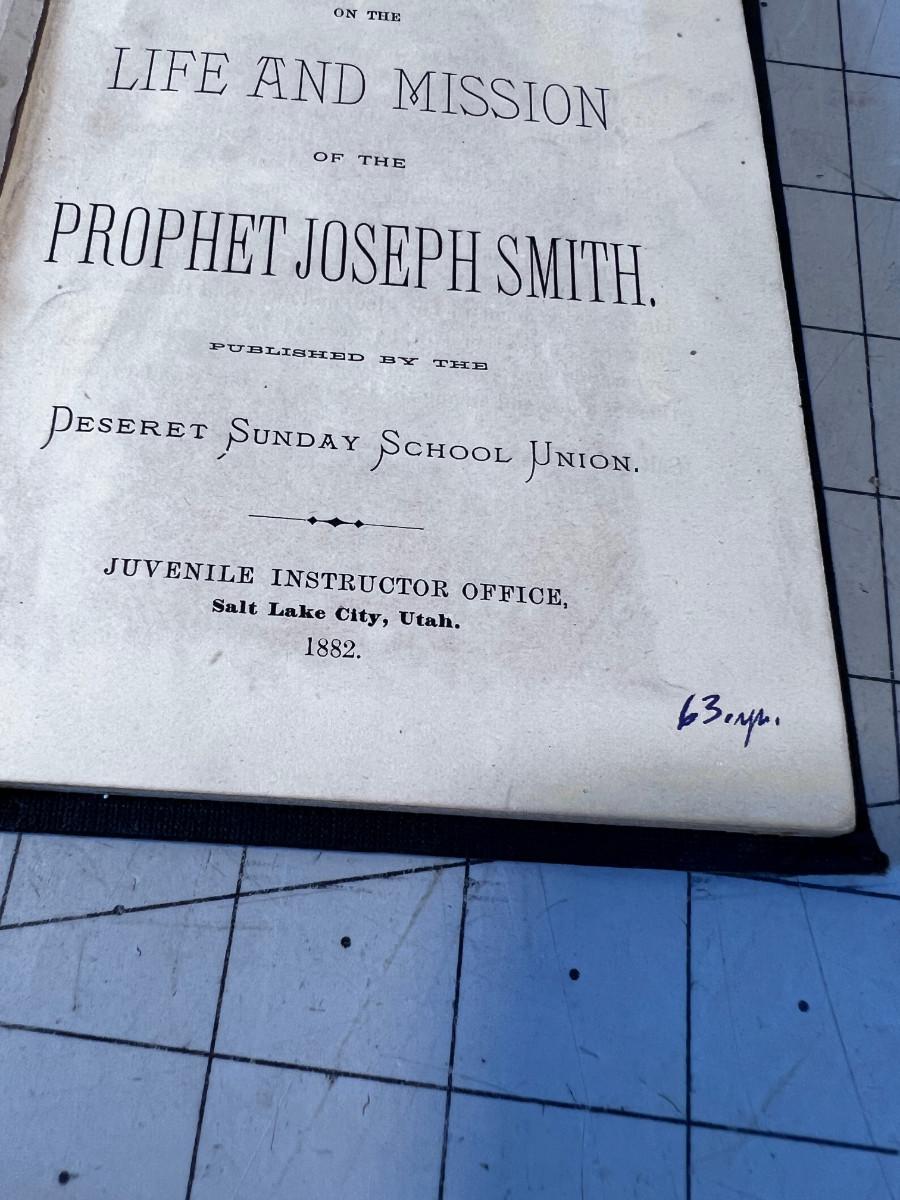 ON THE
LIFE AND MISSION
OF THE
PROPHET JOSEPH SMITH.
PUBLISHED BY THE
DESERET SUNDAY SCHOOL UNION.
JUVENILE INSTRUCTOR OFFICE,
Salt Lake City, Utah.
1882.
63.